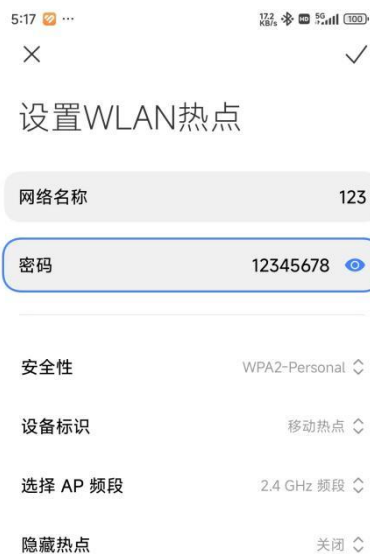 5:17 ...
17.2 KB/s HD 5G 100
设置WLAN热点
网络名称 123
密码 12345678
安全性 WPA2-Personal
设备标识 移动热点
选择 AP 频段 2.4 GHz 频段
隐藏热点 关闭